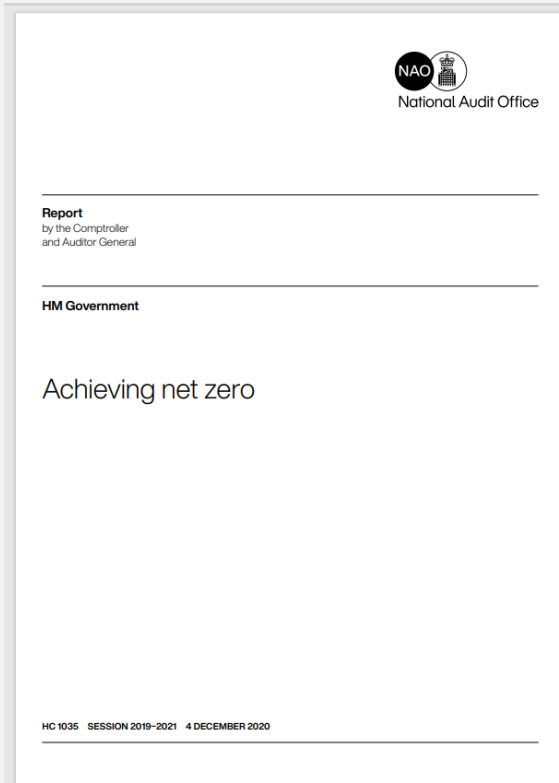 NAO
National Audit Office
Report
by the Comptroller
and Auditor General
HM Government
Achieving net zero
HC 1035 SESSION 2019–2021 4 DECEMBER 2020